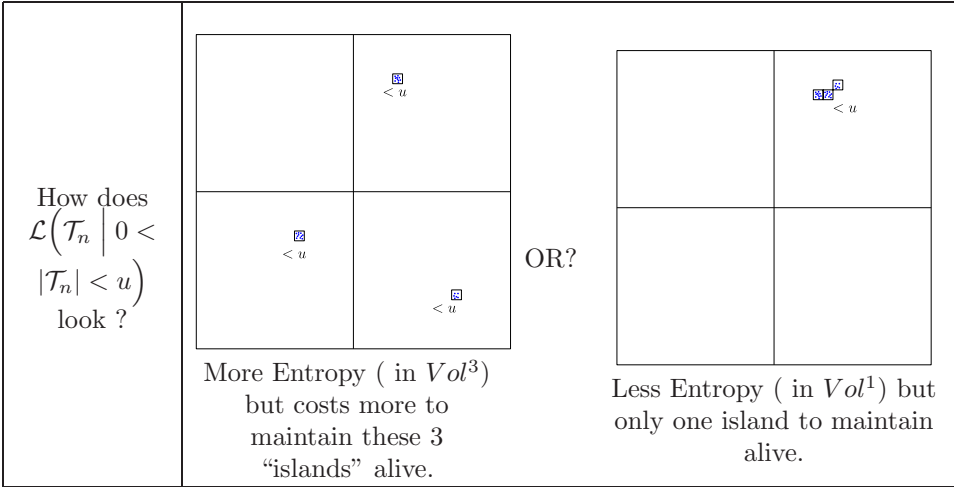 How does
$\mathcal{L}\Big(\mathcal{T}_n \Big| 0 <$
$|\mathcal{T}_n| < u\Big)$
look ?
< u
< u
< u
More Entropy ( in $Vol^3$)
but costs more to
maintain these 3
“islands” alive.
OR?
< u
Less Entropy ( in $Vol^1$) but
only one island to maintain
alive.